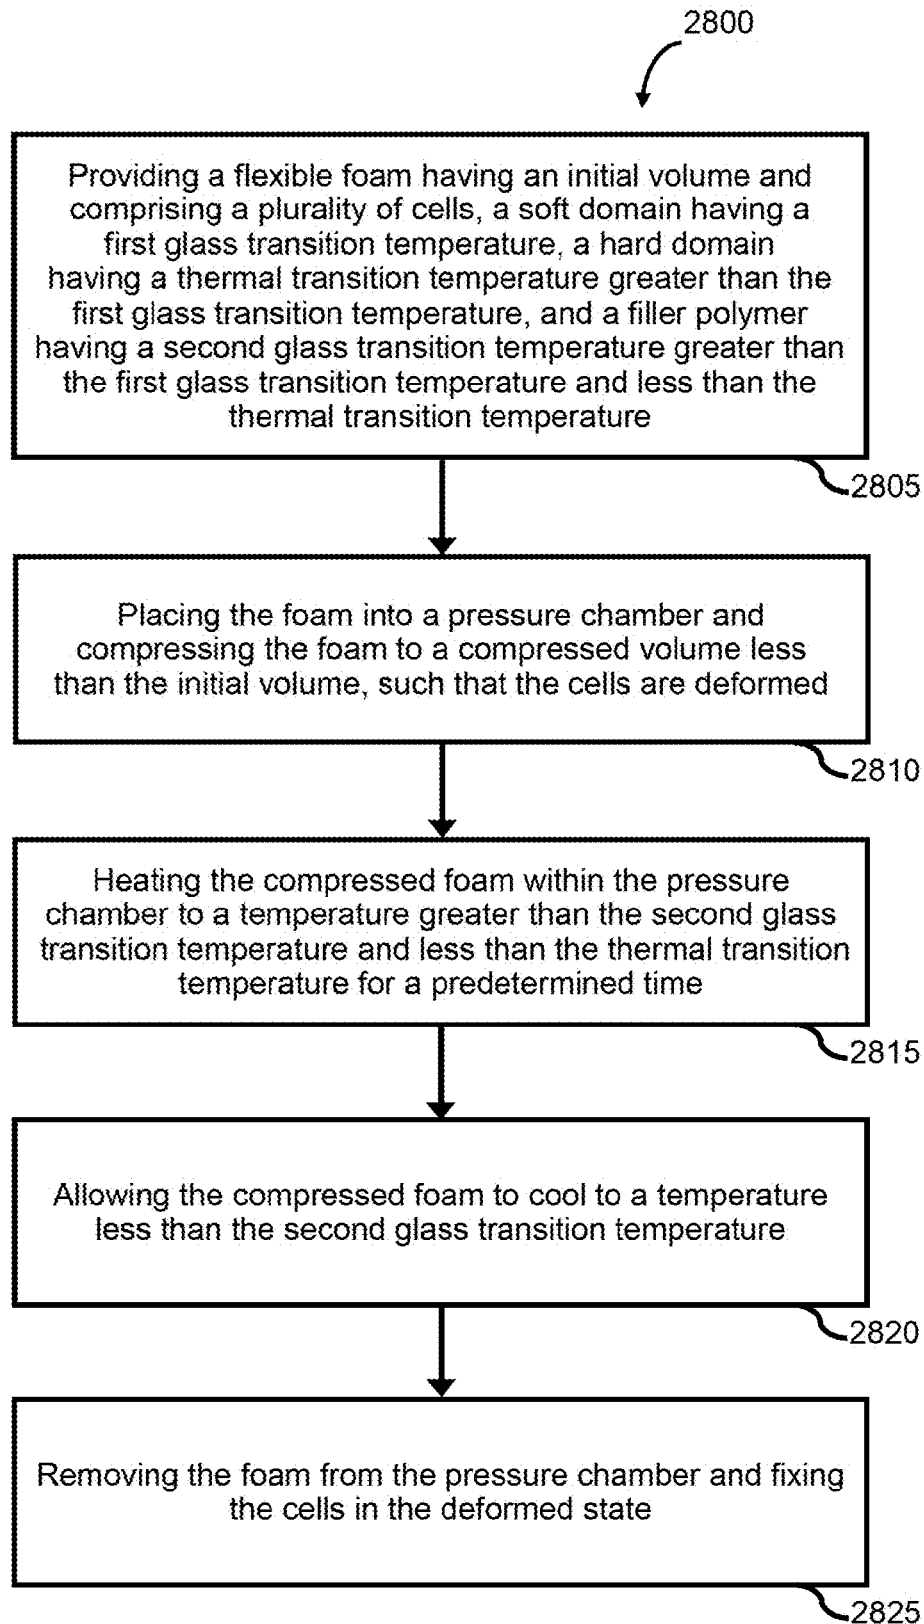 2800
Providing a flexible foam having an initial volume and
comprising a plurality of cells, a soft domain having a
first glass transition temperature, a hard domain
having a thermal transition temperature greater than the
first glass transition temperature, and a filler polymer
having a second glass transition temperature greater than
the first glass transition temperature and less than the
thermal transition temperature
2805
Placing the foam into a pressure chamber and
compressing the foam to a compressed volume less
than the initial volume, such that the cells are deformed
2810
Heating the compressed foam within the pressure
chamber to a temperature greater than the second glass
transition temperature and less than the thermal transition
temperature for a predetermined time
2815
Allowing the compressed foam to cool to a temperature
less than the second glass transition temperature
2820
Removing the foam from the pressure chamber and fixing
the cells in the deformed state
2825